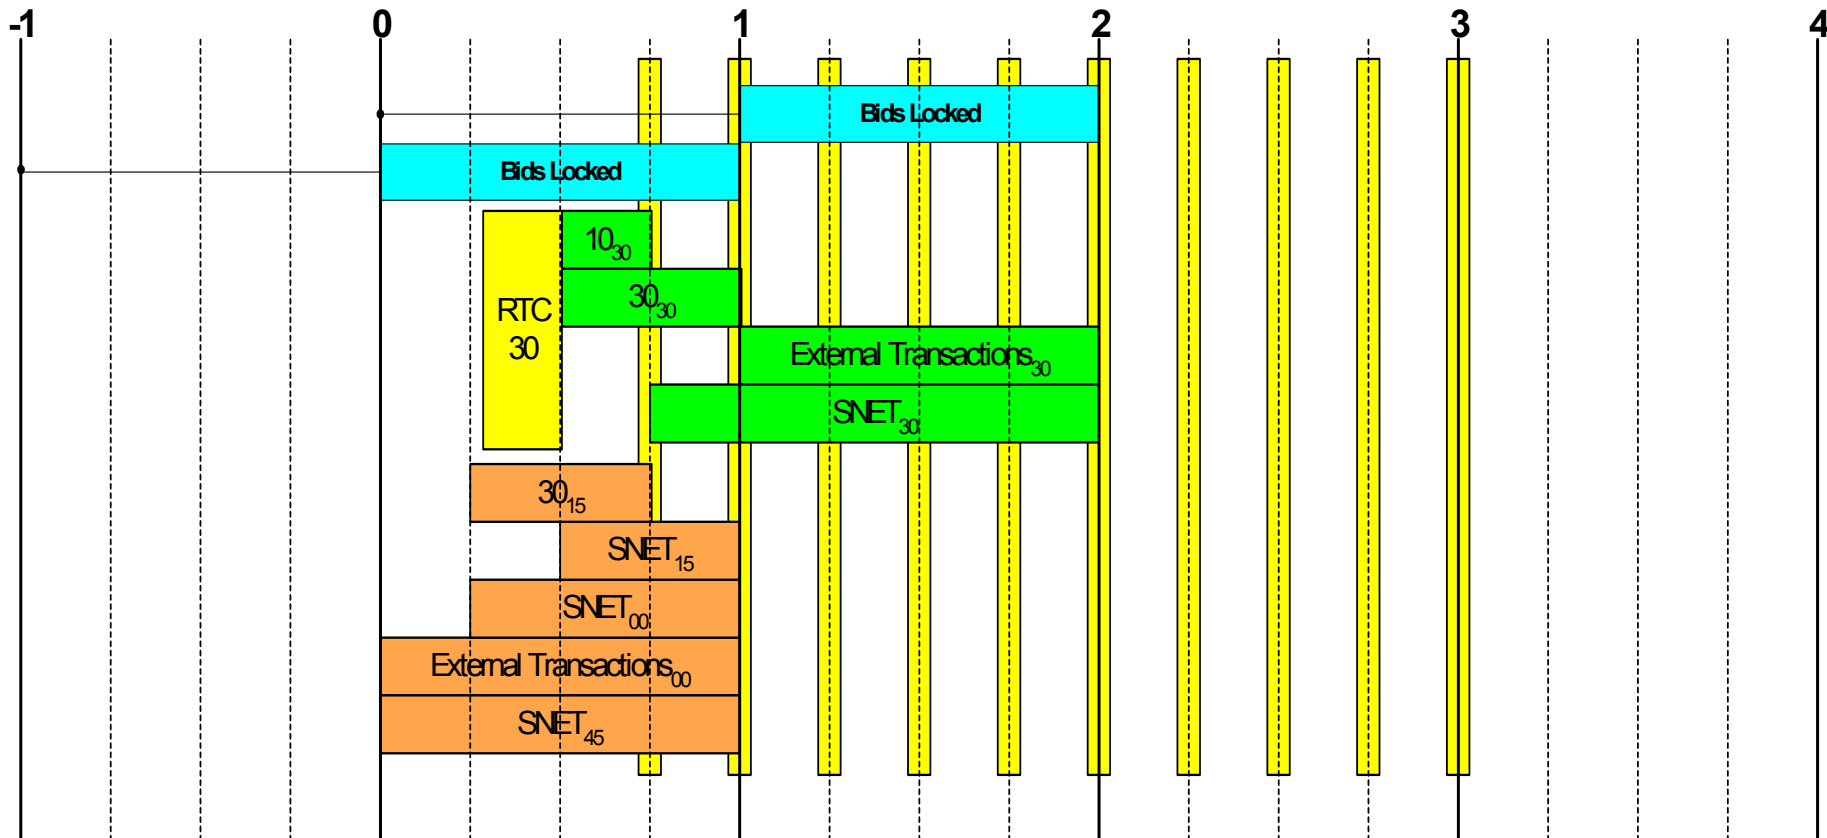 -1 0 1 2 3 4
Bids Locked
Bids Locked
10₃₀
30₃₀
RTC
30
External Transactions₃₀
SNET₃₀
30₁₅
SNET₁₅
SNET₀₀
External Transactions₀₀
SNET₄₅